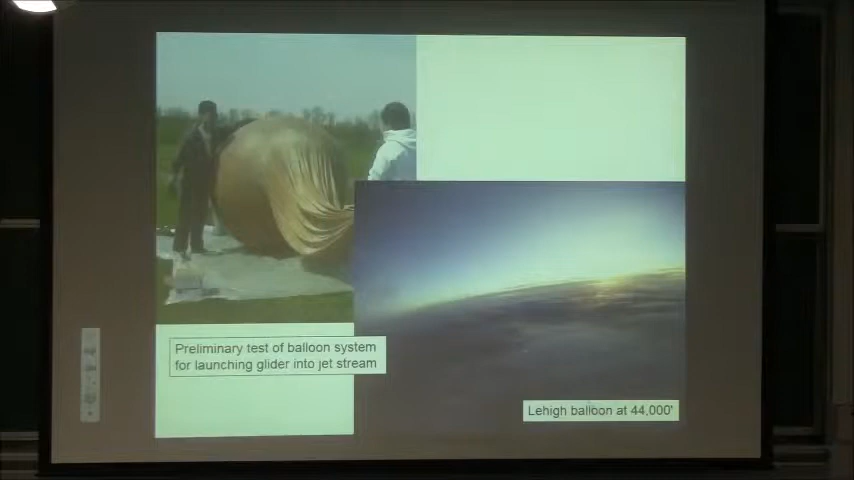 Preliminary test of balloon system
for launching glider into jet stream
Lehigh balloon at 44,000'